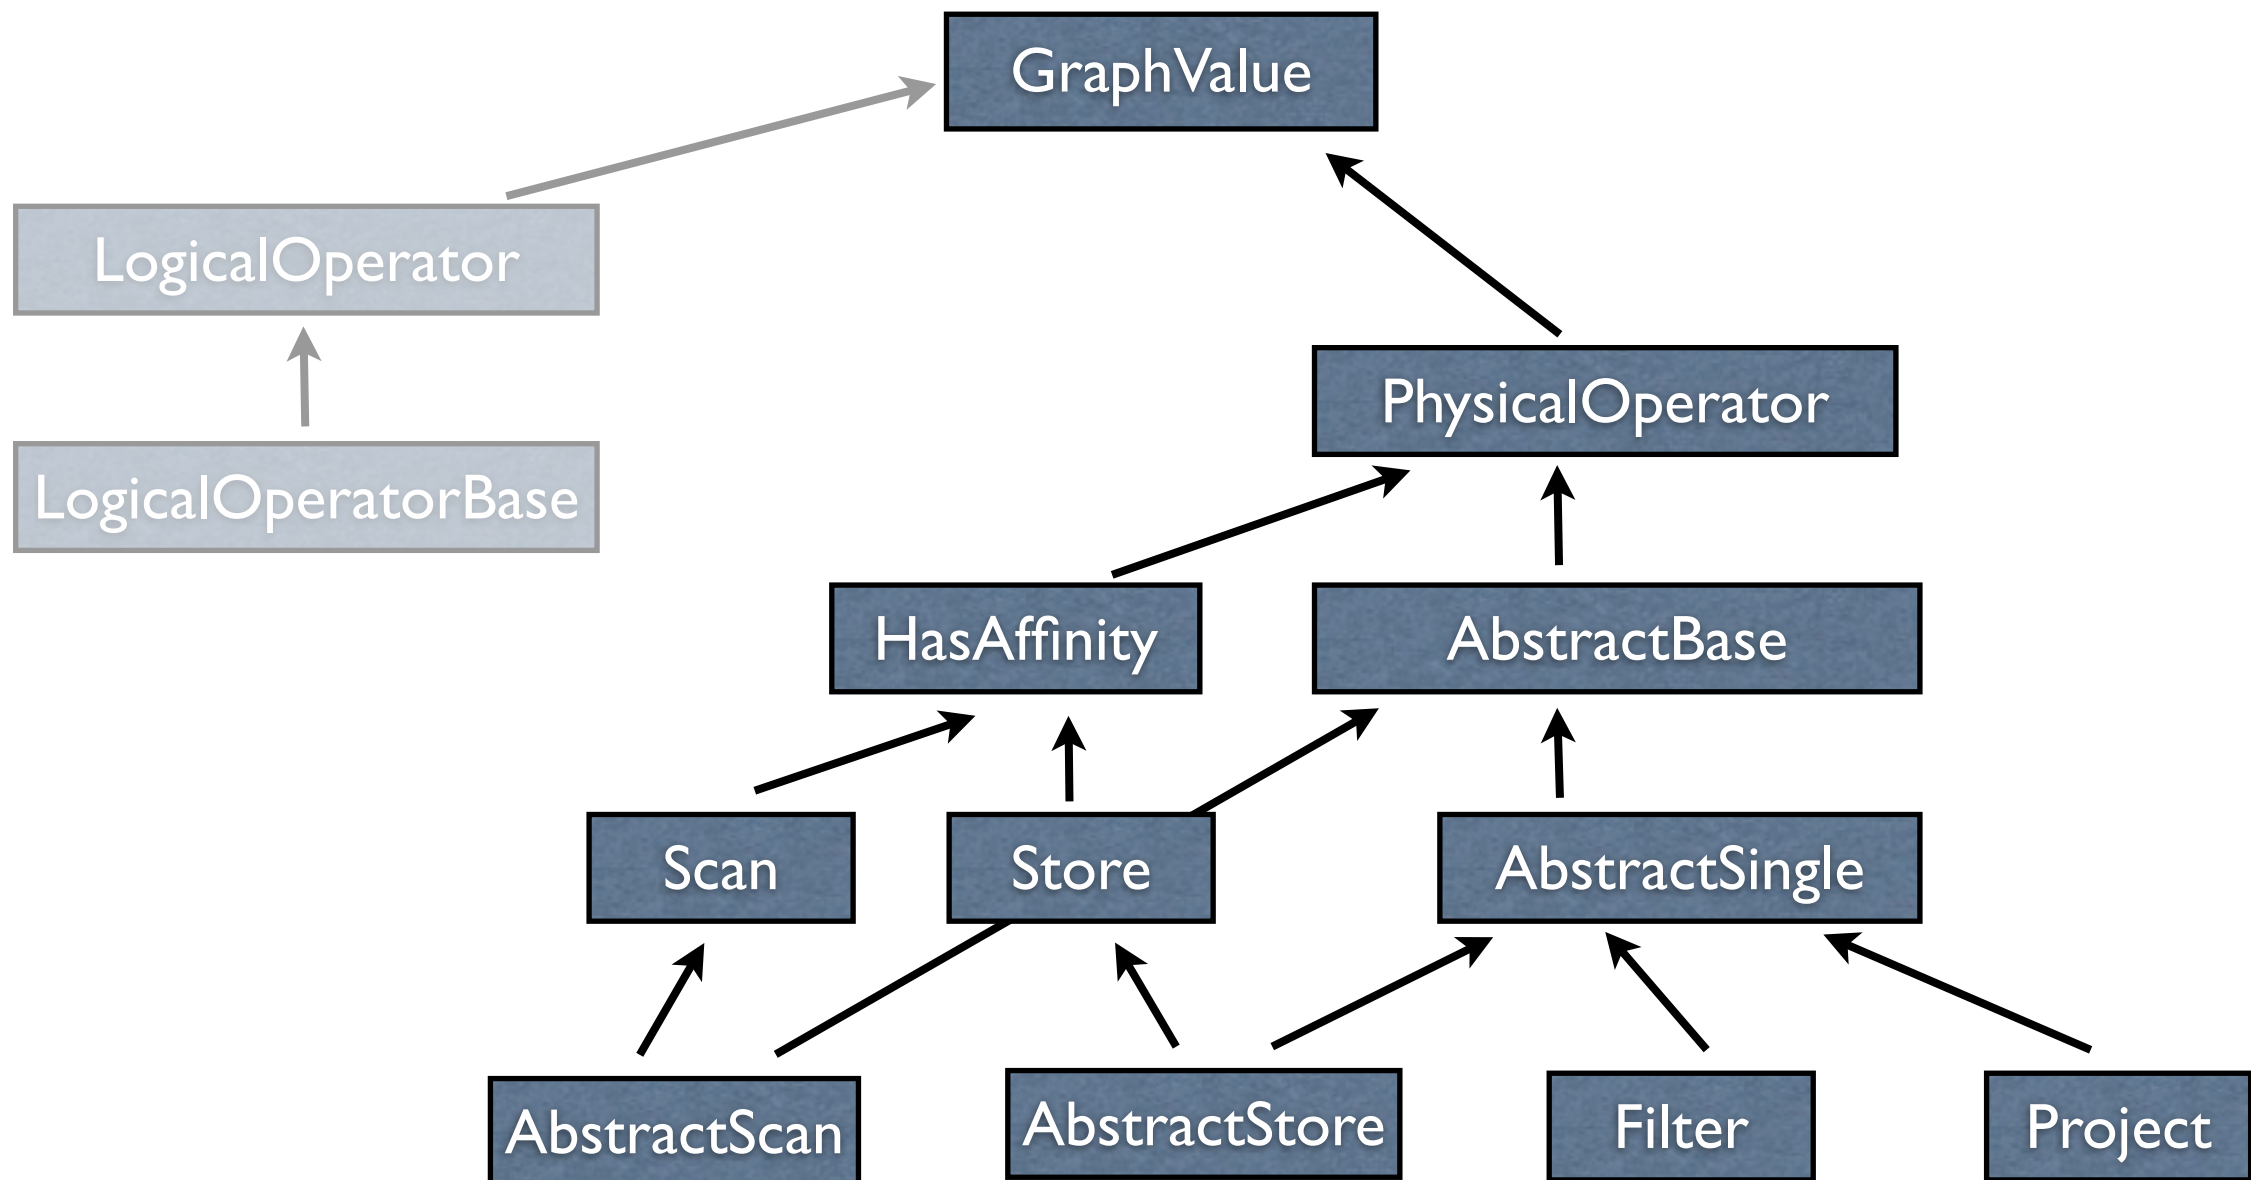 GraphValue
LogicalOperator
PhysicalOperator
LogicalOperatorBase
HasAffinity
AbstractBase
Scan
Store
AbstractSingle
AbstractScan
AbstractStore
Filter
Project